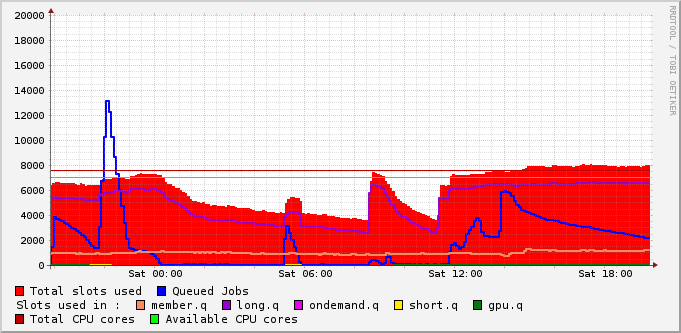 RRDTOOL / TOBI OETIKER
20000
18000
16000
14000
12000
10000
8000
6000
4000
2000
0
Sat 00:00 Sat 06:00 Sat 12:00 Sat 18:00
Total slots used Queued Jobs
Slots used in : member.q long.q ondemand.q short.q gpu.q
Total CPU cores Available CPU cores